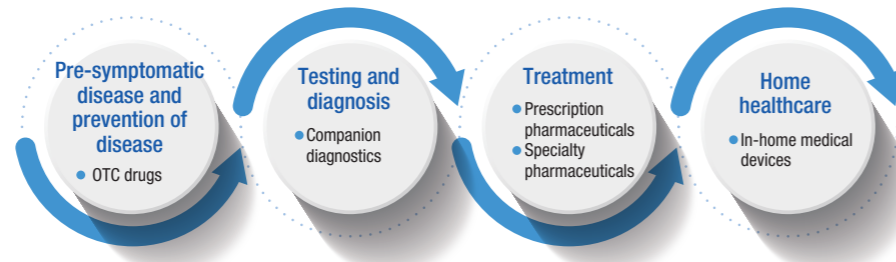 Pre-symptomatic
disease and
prevention of
disease
• OTC drugs
Testing and
diagnosis
• Companion
diagnostics
Treatment
• Prescription
pharmaceuticals
• Specialty
pharmaceuticals
Home
healthcare
• In-home medical
devices